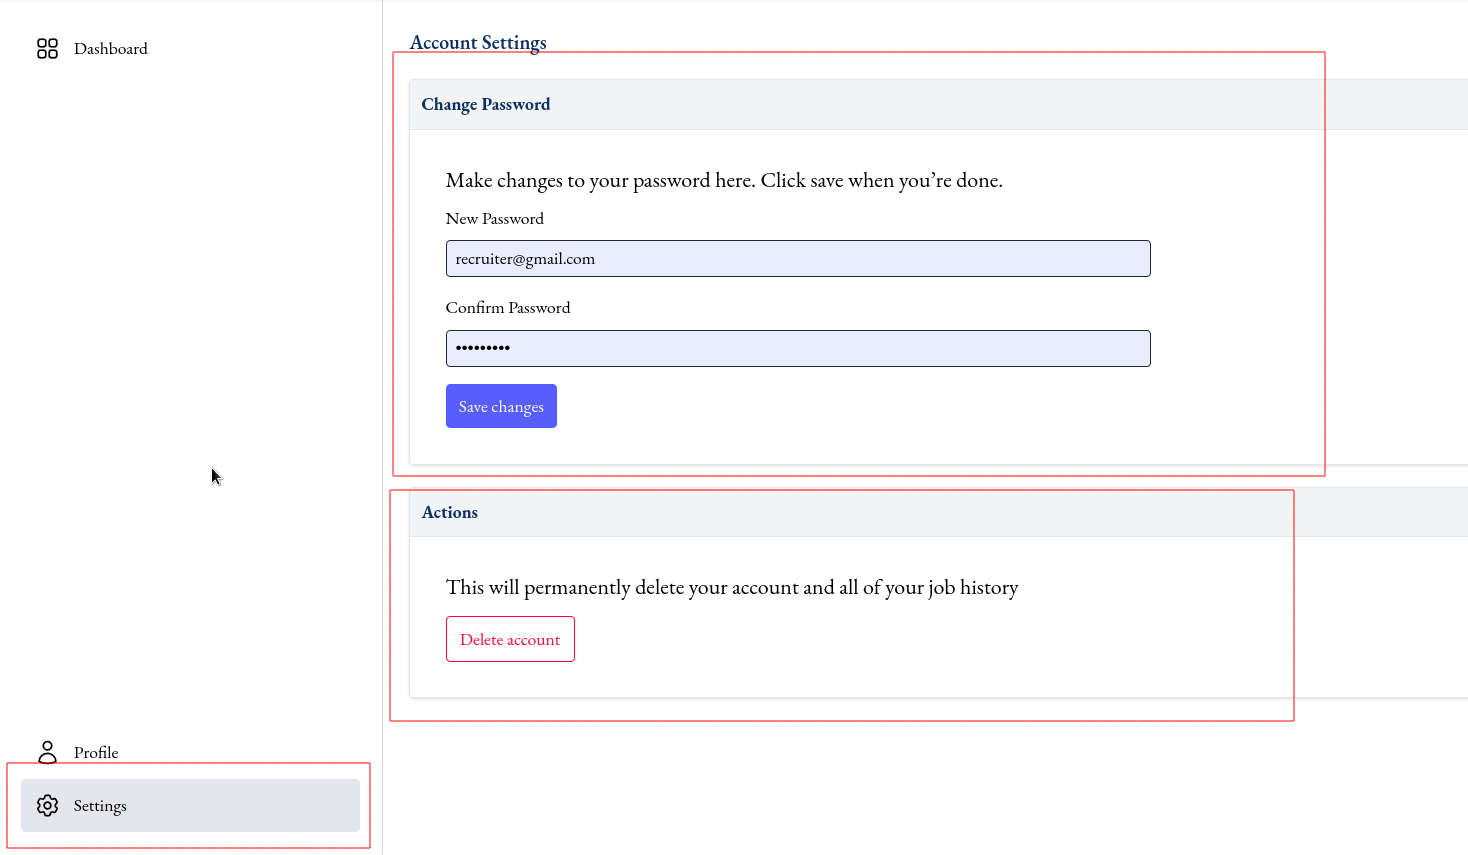 Dashboard
Profile
Settings
Account Settings
Change Password
Make changes to your password here. Click save when you’re done.
New Password
recruiter@gmail.com
Confirm Password
•••••••••
Save changes
Actions
This will permanently delete your account and all of your job history
Delete account